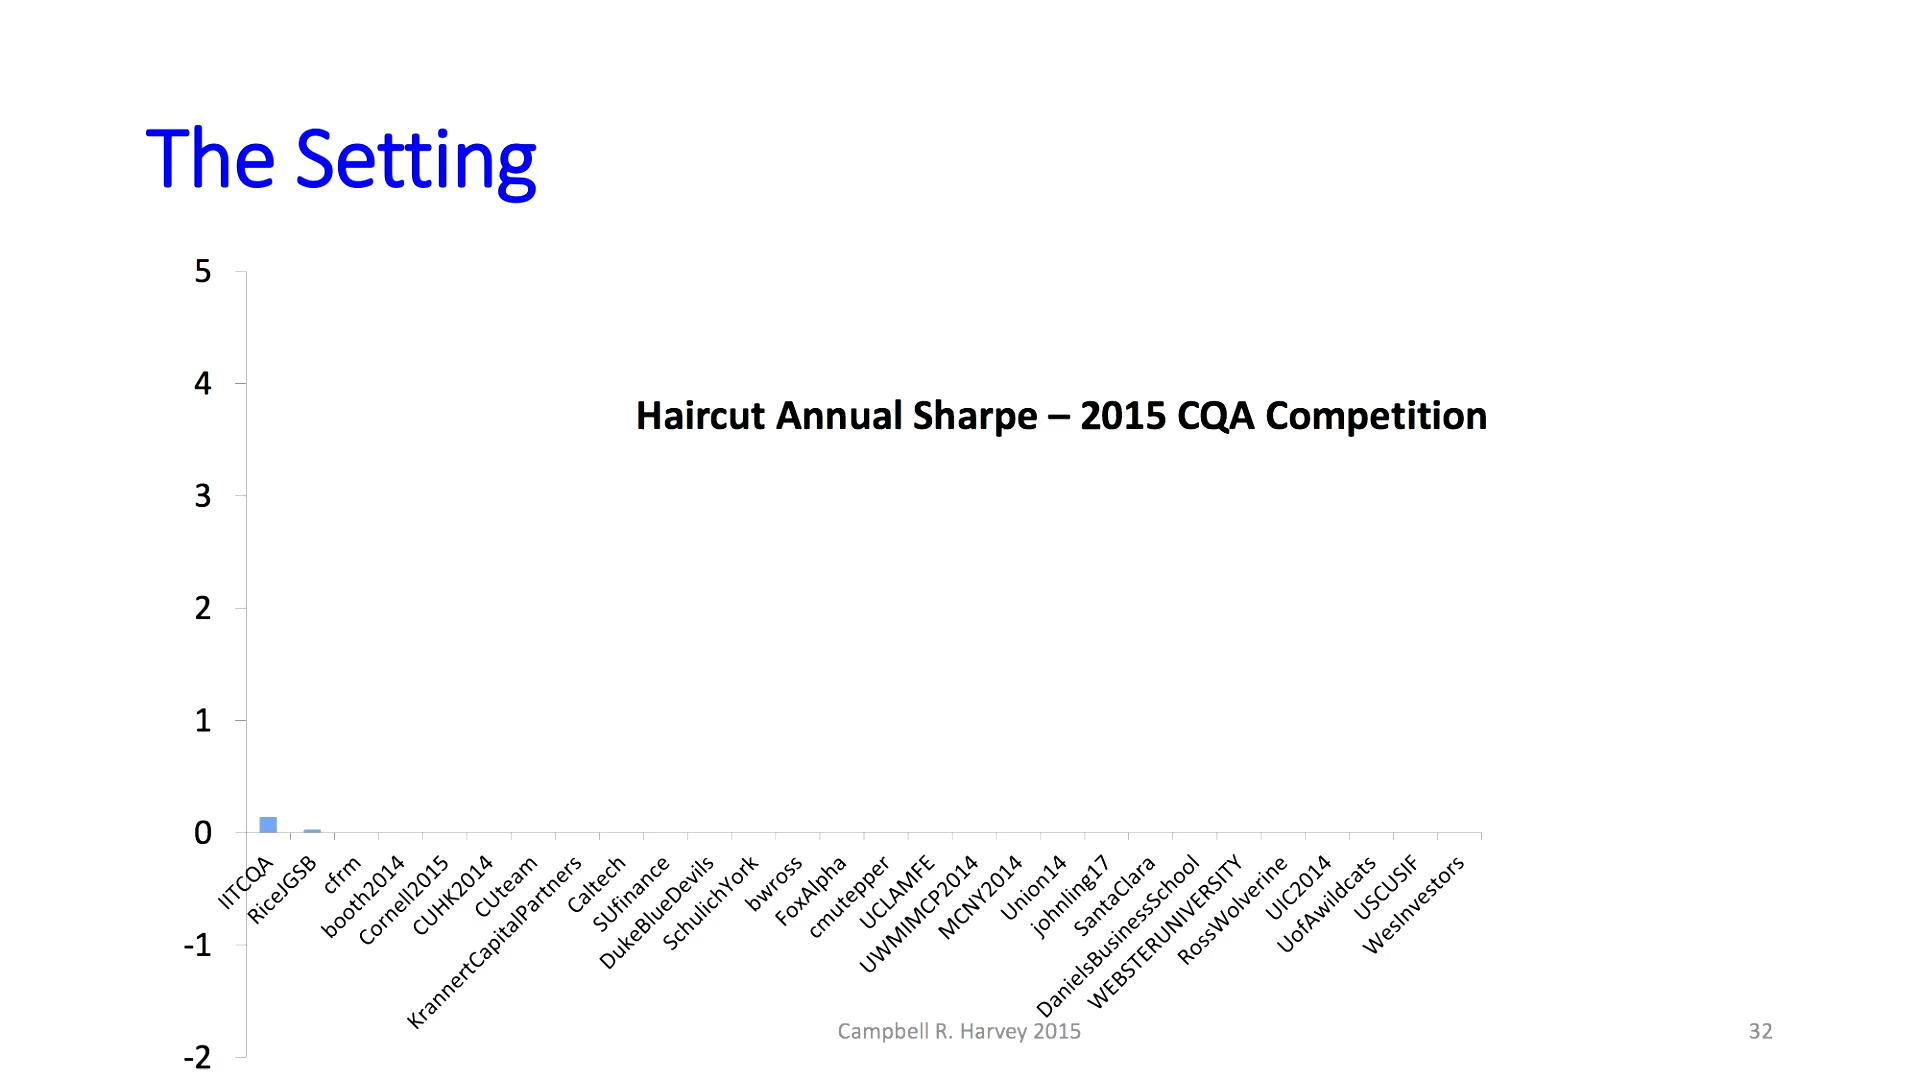 The Setting
5
4
Haircut Annual Sharpe – 2015 CQA Competition
3
2
1
0
-1
-2
IITCQA
RiceJGSB
cfrm
booth2014
Cornell2015
CUHK2014
CUteam
KrannertCapitalPartners
Caltech
SUfinance
DukeBlueDevils
SchulichYork
bwross
FoxAlpha
cmutepper
UCLAMFE
UWMIMCP2014
MCNY2014
Union14
johnling17
SantaClara
DanielsBusinessSchool
WEBSTERUNIVERSITY
RossWolverine
UIC2014
UofAwildcats
USCUSIF
WesInvestors
Campbell R. Harvey 2015
32